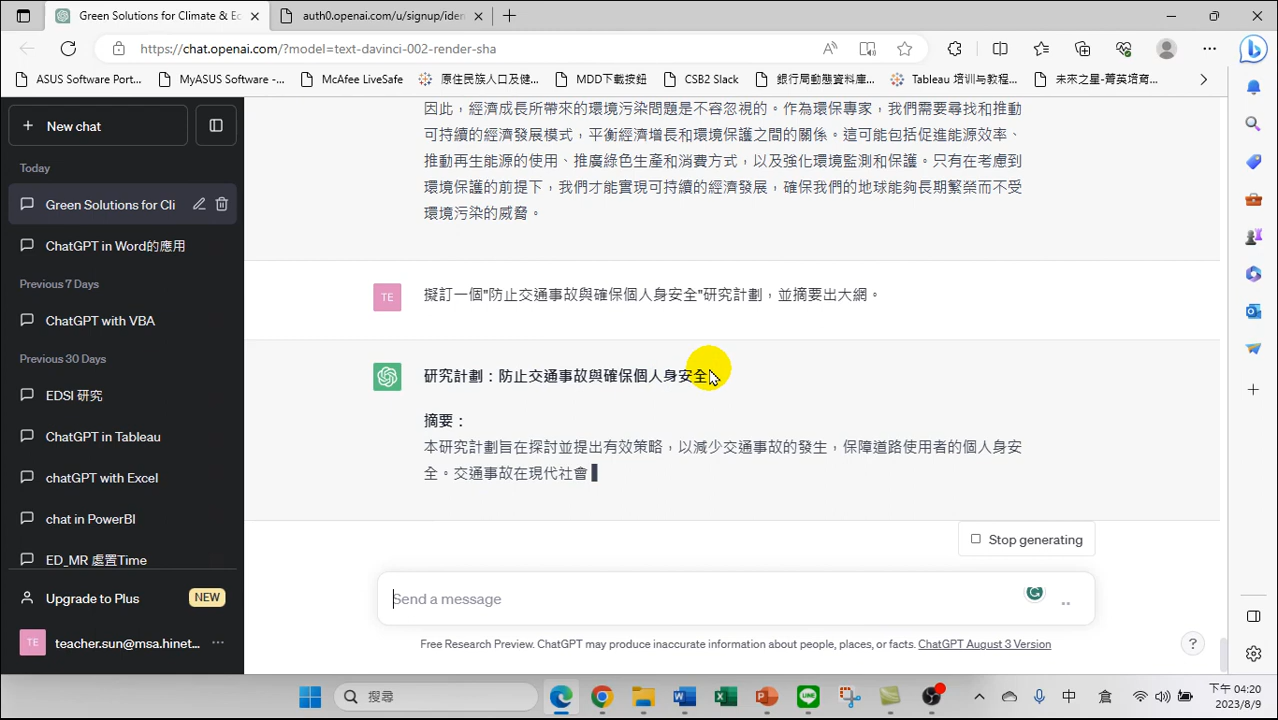 Green Solutions for Climate & Ec
auth0.openai.com/u/signup/iden
https://chat.openai.com/?model=text-davinci-002-render-sha
ASUS Software Port...
MyASUS Software -...
McAfee LiveSafe
原住民族人口及健...
MDD下載按鈕
CSB2 Slack
銀行局動態資料庫...
Tableau 培训与教程...
未來之星-菁英培育...
New chat
Today
Green Solutions for Cli
ChatGPT in Word的應用
Previous 7 Days
ChatGPT with VBA
Previous 30 Days
EDSI 研究
ChatGPT in Tableau
chatGPT with Excel
chat in PowerBI
ED_MR 處置Time
Upgrade to Plus
NEW
TE
teacher.sun@msa.hinet...
因此，經濟成長所帶來的環境污染問題是不容忽視的。作為環保專家，我們需要尋找和推動
可持續的經濟發展模式，平衡經濟增長和環境保護之間的關係。這可能包括促進能源效率、
推動再生能源的使用、推廣綠色生產和消費方式，以及強化環境監測和保護。只有在考慮到
環境保護的前提下，我們才能實現可持續的經濟發展，確保我們的地球能夠長期繁榮而不受
環境污染的威脅。
TE
擬訂一個"防止交通事故與確保個人身安全"研究計劃，並摘要出大網。
研究計劃：防止交通事故與確保個人身安全
摘要：
本研究計劃旨在探討並提出有效策略，以減少交通事故的發生，保障道路使用者的個人身安
全。交通事故在現代社會
Stop generating
Send a message
Free Research Preview. ChatGPT may produce inaccurate information about people, places, or facts. ChatGPT August 3 Version
?
搜尋
中
下午 04:20
2023/8/9